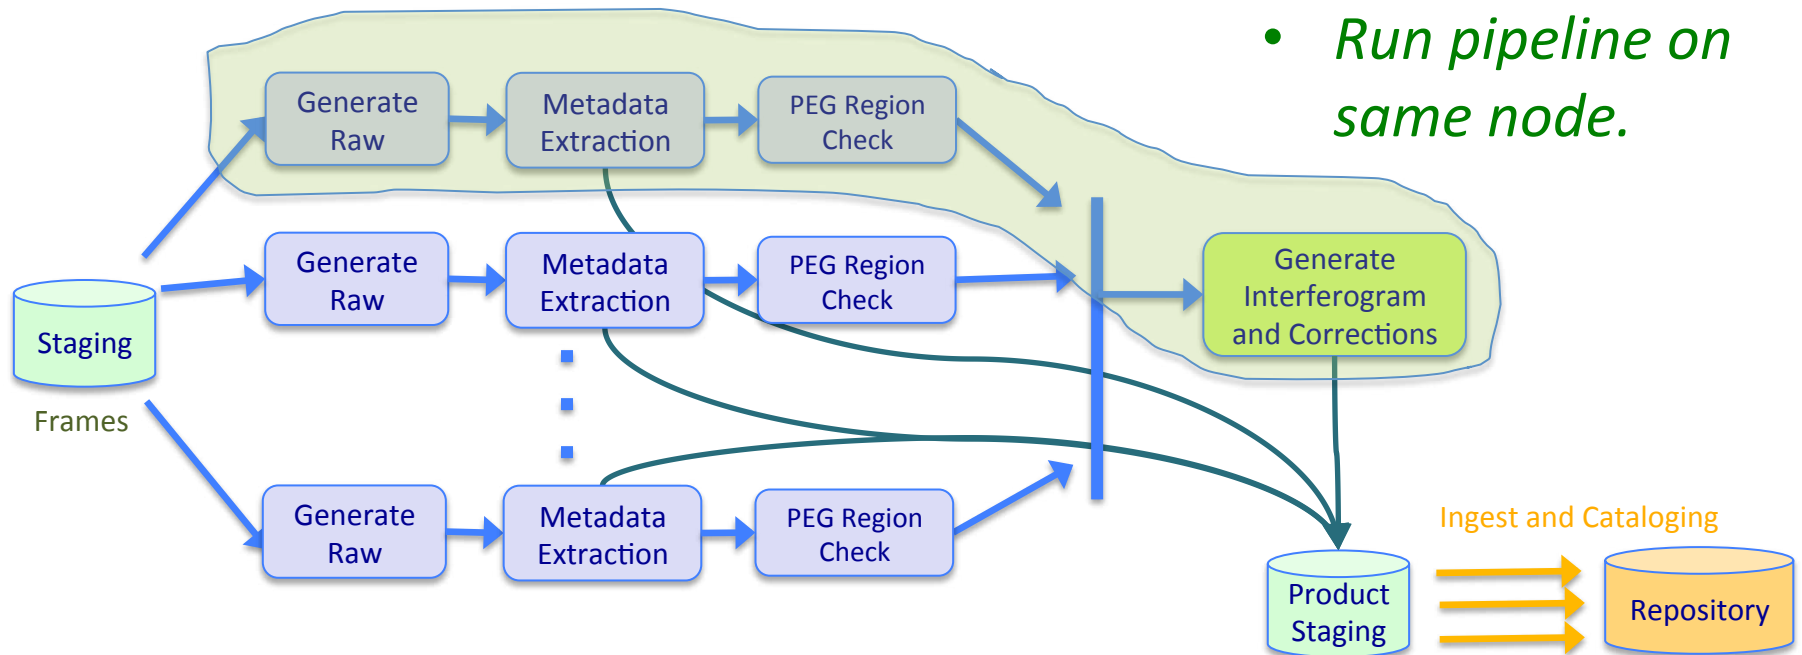 • Run pipeline on
same node.
Generate
Raw
Metadata
Extraction
PEG Region
Check
Generate
Raw
Metadata
Extraction
PEG Region
Check
Generate
Interferogram
and Corrections
Staging
Frames
Generate
Raw
Metadata
Extraction
PEG Region
Check
Ingest and Cataloging
Product
Staging
Repository